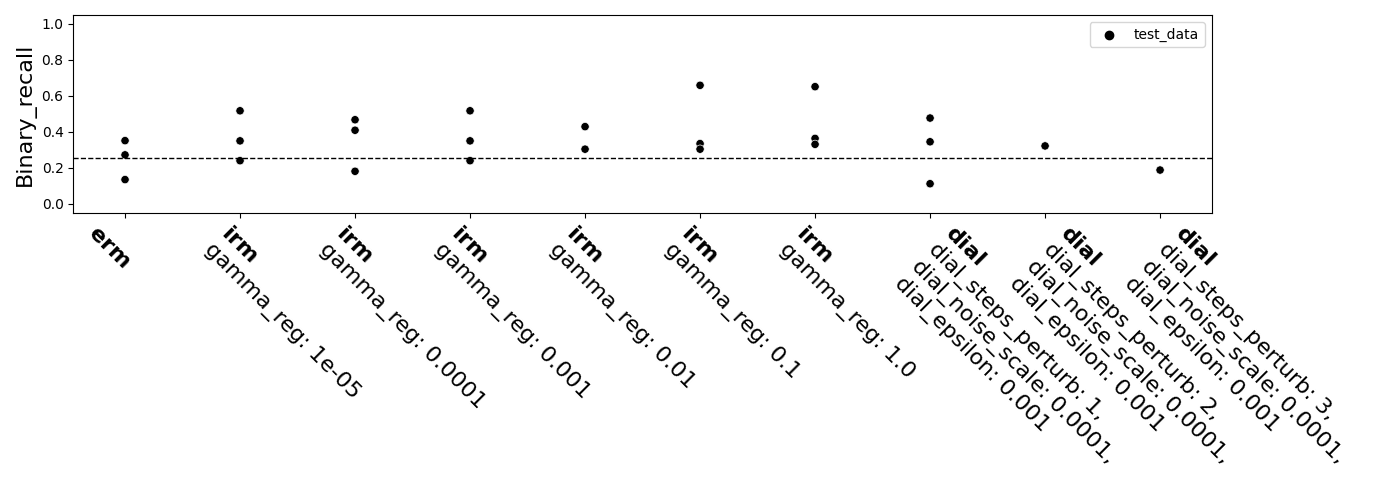 Binary_recall
1.0
0.8
0.6
0.4
0.2
0.0
test_data
erm
irm
gamma_reg: 1e-05
irm
gamma_reg: 0.0001
irm
gamma_reg: 0.001
irm
gamma_reg: 0.01
irm
gamma_reg: 0.1
irm
gamma_reg: 1.0
dial
dial_steps_perturb: 1,
dial_noise_scale: 0.0001,
dial_epsilon: 0.001
dial
dial_steps_perturb: 2,
dial_noise_scale: 0.0001,
dial_epsilon: 0.001
dial
dial_steps_perturb: 3,
dial_noise_scale: 0.0001,
dial_epsilon: 0.001